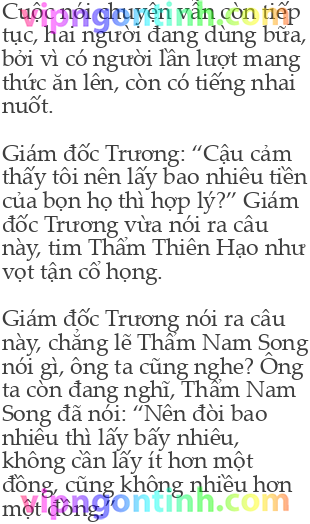 Cuộc nói chuyện vẫn còn tiếp
tục, hai người đang dùng bữa,
bởi vì có người lần lượt mang
thức ăn lên, còn có tiếng nhai
nuốt.
Giám đốc Trương: “Cậu cảm
thấy tôi nên lấy bao nhiêu tiền
của bọn họ thì hợp lý?” Giám
đốc Trương vừa nói ra câu
này, tim Thẩm Thiên Hạo như
vọt tận cổ họng.
Giám đốc Trương nói ra câu
này, chẳng lẽ Thẩm Nam Song
nói gì, ông ta cũng nghe? Ông
ta còn đang nghĩ, Thẩm Nam
Song đã nói: “Nên đòi bao
nhiêu thì lấy bấy nhiêu,
không cần lấy ít hơn một
đồng, cũng không nhiều hơn
một đồng.”
vipngontinh.com
vipngontinh.com